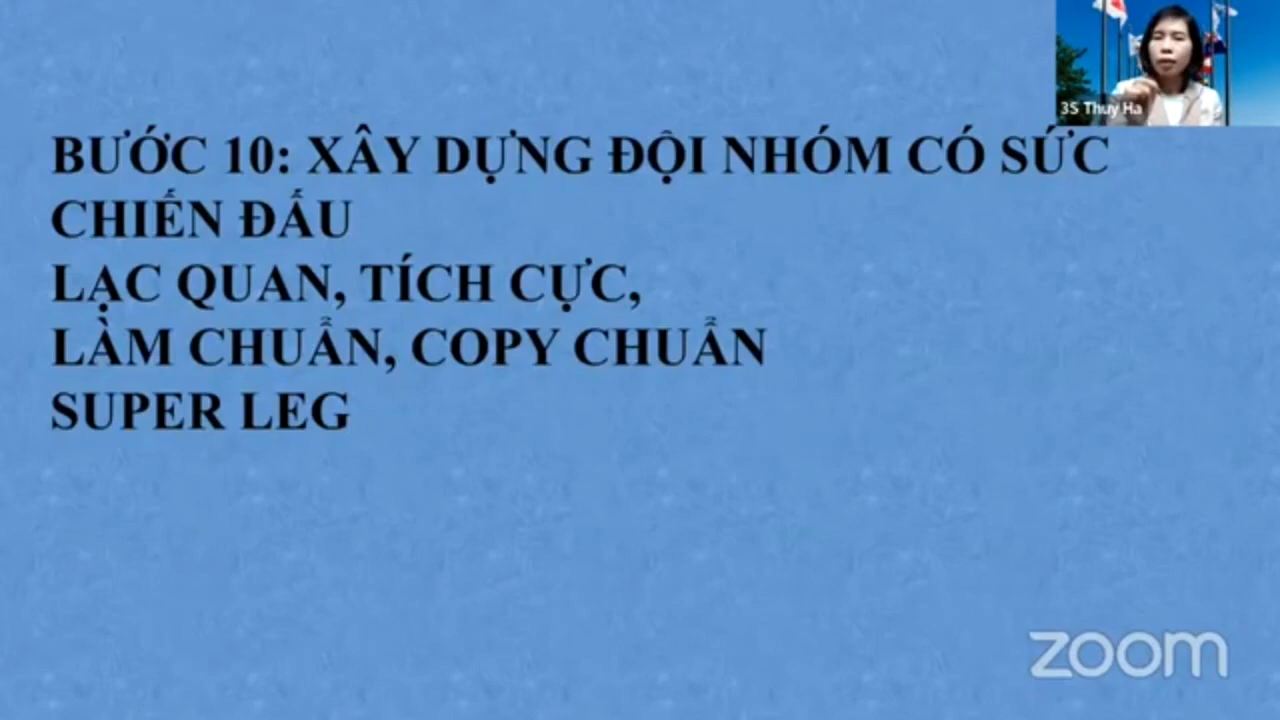 3S Thuy Ha
BƯỚC 10: XÂY DỰNG ĐỘI NHÓM CÓ SỨC
CHIẾN ĐẤU
LẠC QUAN, TÍCH CỰC,
LÀM CHUẨN, COPY CHUẨN
SUPER LEG
zoom